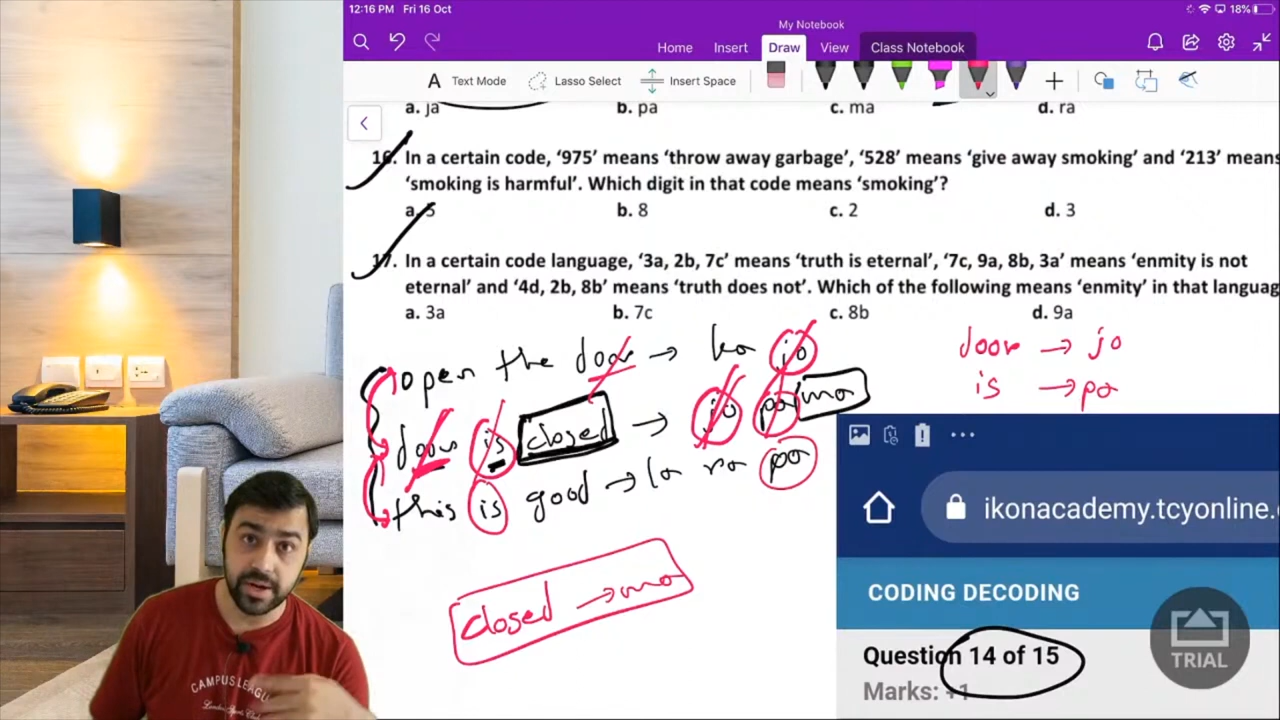 12:16 PM Fri 16 Oct
18%
My Notebook
Home Insert Draw View Class Notebook
A Text Mode Lasso Select Insert Space
a. ja b. pa c. ma d. ra
16. In a certain code, ‘975’ means ‘throw away garbage’, ‘528’ means ‘give away smoking’ and ‘213’ means
‘smoking is harmful’. Which digit in that code means ‘smoking’?
a. 5 b. 8 c. 2 d. 3
17. In a certain code language, ‘3a, 2b, 7c’ means ‘truth is eternal’, ‘7c, 9a, 8b, 3a’ means ‘enmity is not
eternal’ and ‘4d, 2b, 8b’ means ‘truth does not’. Which of the following means ‘enmity’ in that languag
a. 3a b. 7c c. 8b d. 9a
open the door → ka jo
door is closed → jo pa ma
this is good → la ra pa
closed → ma
door → jo
is → pa
ikonacademy.tcyonline.
CODING DECODING
Question 14 of 15
Marks: +1
TRIAL
CAMPUS LEAGUE